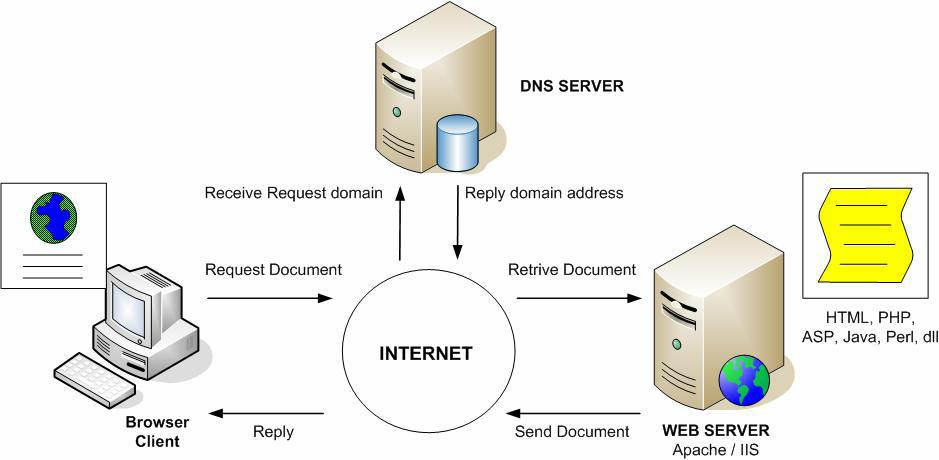 DNS SERVER
Receive Request domain
Reply domain address
Request Document
Retrive Document
HTML, PHP,
ASP, Java, Perl, dll
INTERNET
Browser
Client
Reply
Send Document
WEB SERVER
Apache / IIS